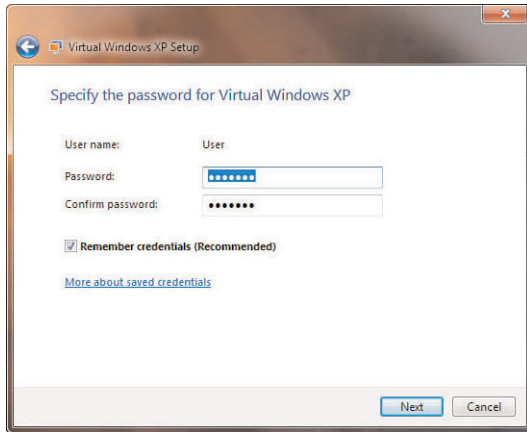 Virtual Windows XP Setup
Specify the password for Virtual Windows XP
User name: User
Password: •••••••
Confirm password: •••••••
Remember credentials (Recommended)
More about saved credentials
Next Cancel